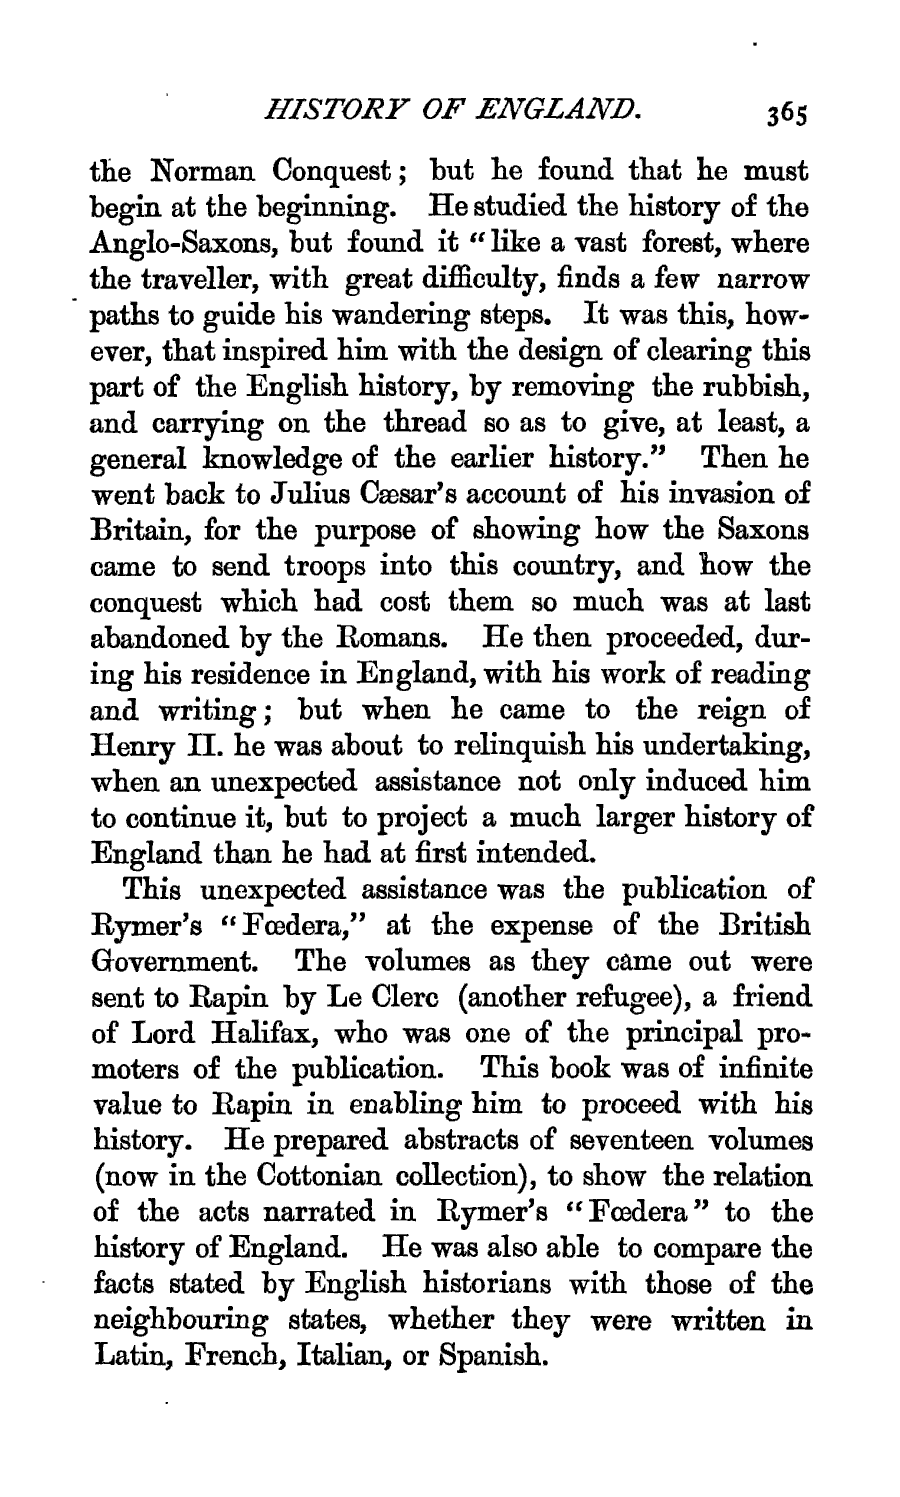 HISTORY OF ENGLAND. 365
the Norman Conquest; but he found that he must
begin at the beginning. He studied the history of the
Anglo-Saxons, but found it "like a vast forest, where
the traveller, with great difficulty, finds a few narrow
paths to guide his wandering steps. It was this, how-
ever, that inspired him with the design of clearing this
part of the English history, by removing the rubbish,
and carrying on the thread so as to give, at least, a
general knowledge of the earlier history." Then he
went back to Julius Cæsar's account of his invasion of
Britain, for the purpose of showing how the Saxons
came to send troops into this country, and how the
conquest which had cost them so much was at last
abandoned by the Romans. He then proceeded, dur-
ing his residence in England, with his work of reading
and writing; but when he came to the reign of
Henry II. he was about to relinquish his undertaking,
when an unexpected assistance not only induced him
to continue it, but to project a much larger history of
England than he had at first intended.
This unexpected assistance was the publication of
Rymer's "Fœdera," at the expense of the British
Government. The volumes as they came out were
sent to Rapin by Le Clerc (another refugee), a friend
of Lord Halifax, who was one of the principal pro-
moters of the publication. This book was of infinite
value to Rapin in enabling him to proceed with his
history. He prepared abstracts of seventeen volumes
(now in the Cottonian collection), to show the relation
of the acts narrated in Rymer's "Fœdera" to the
history of England. He was also able to compare the
facts stated by English historians with those of the
neighbouring states, whether they were written in
Latin, French, Italian, or Spanish.